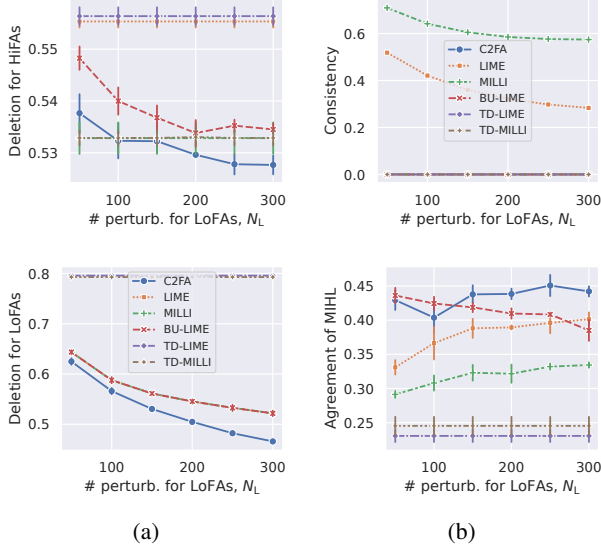 Deletion for HiFAs
0.55
0.54
0.53
100
200
300
# perturb. for LoFAs, N_L
Consistency
0.6
0.4
0.2
0.0
C2FA
LIME
MILLI
BU-LIME
TD-LIME
TD-MILLI
100
200
300
# perturb. for LoFAs, N_L
Deletion for LoFAs
0.8
0.7
0.6
0.5
C2FA
LIME
MILLI
BU-LIME
TD-LIME
TD-MILLI
100
200
300
# perturb. for LoFAs, N_L
Agreement of MIHL
0.45
0.40
0.35
0.30
0.25
100
200
300
# perturb. for LoFAs, N_L
(a)
(b)